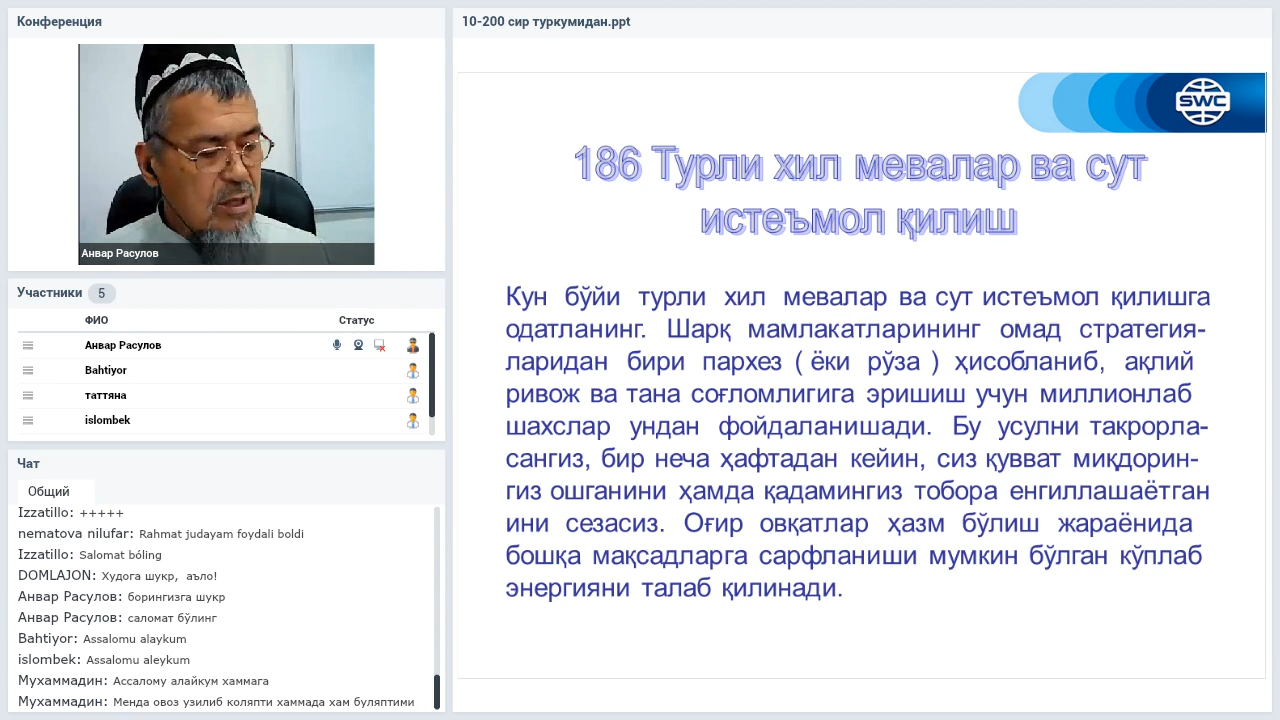 Конференция
Анвар Расулов
Участники 5
ФИО Статус
Анвар Расулов
Bahtiyor
таттяна
islombek
Чат
Общий
Izzatillo: +++++
nematova nilufar: Rahmat judayam foydali boldi
Izzatillo: Salomat bóling
DOMLAJON: Худога шукр, аъло!
Анвар Расулов: борингизга шукр
Анвар Расулов: саломат бўлинг
Bahtiyor: Assalomu alaykum
islombek: Assalomu aleykum
Мухаммадин: Ассалому алайкум хаммага
Мухаммадин: Менда овоз узилиб коляпти хаммада хам буляптими
10-200 сир туркумидан.ppt
SWC
186 Турли хил мевалар ва сут
истеъмол қилиш
Кун бўйи турли хил мевалар ва сут истеъмол қилишга
одатланинг. Шарқ мамлакатларининг омад стратегия-
ларидан бири пархез ( ёки рўза ) ҳисобланиб, ақлий
ривож ва тана соғломлигига эришиш учун миллионлаб
шахслар ундан фойдаланишади. Бу усулни такрорла-
сангиз, бир неча ҳафтадан кейин, сиз қувват миқдорин-
гиз ошганини ҳамда қадамингиз тобора енгиллашаётган
ини сезасиз. Оғир овқатлар ҳазм бўлиш жараёнида
бошқа мақсадларга сарфланиши мумкин бўлган кўплаб
энергияни талаб қилинади.